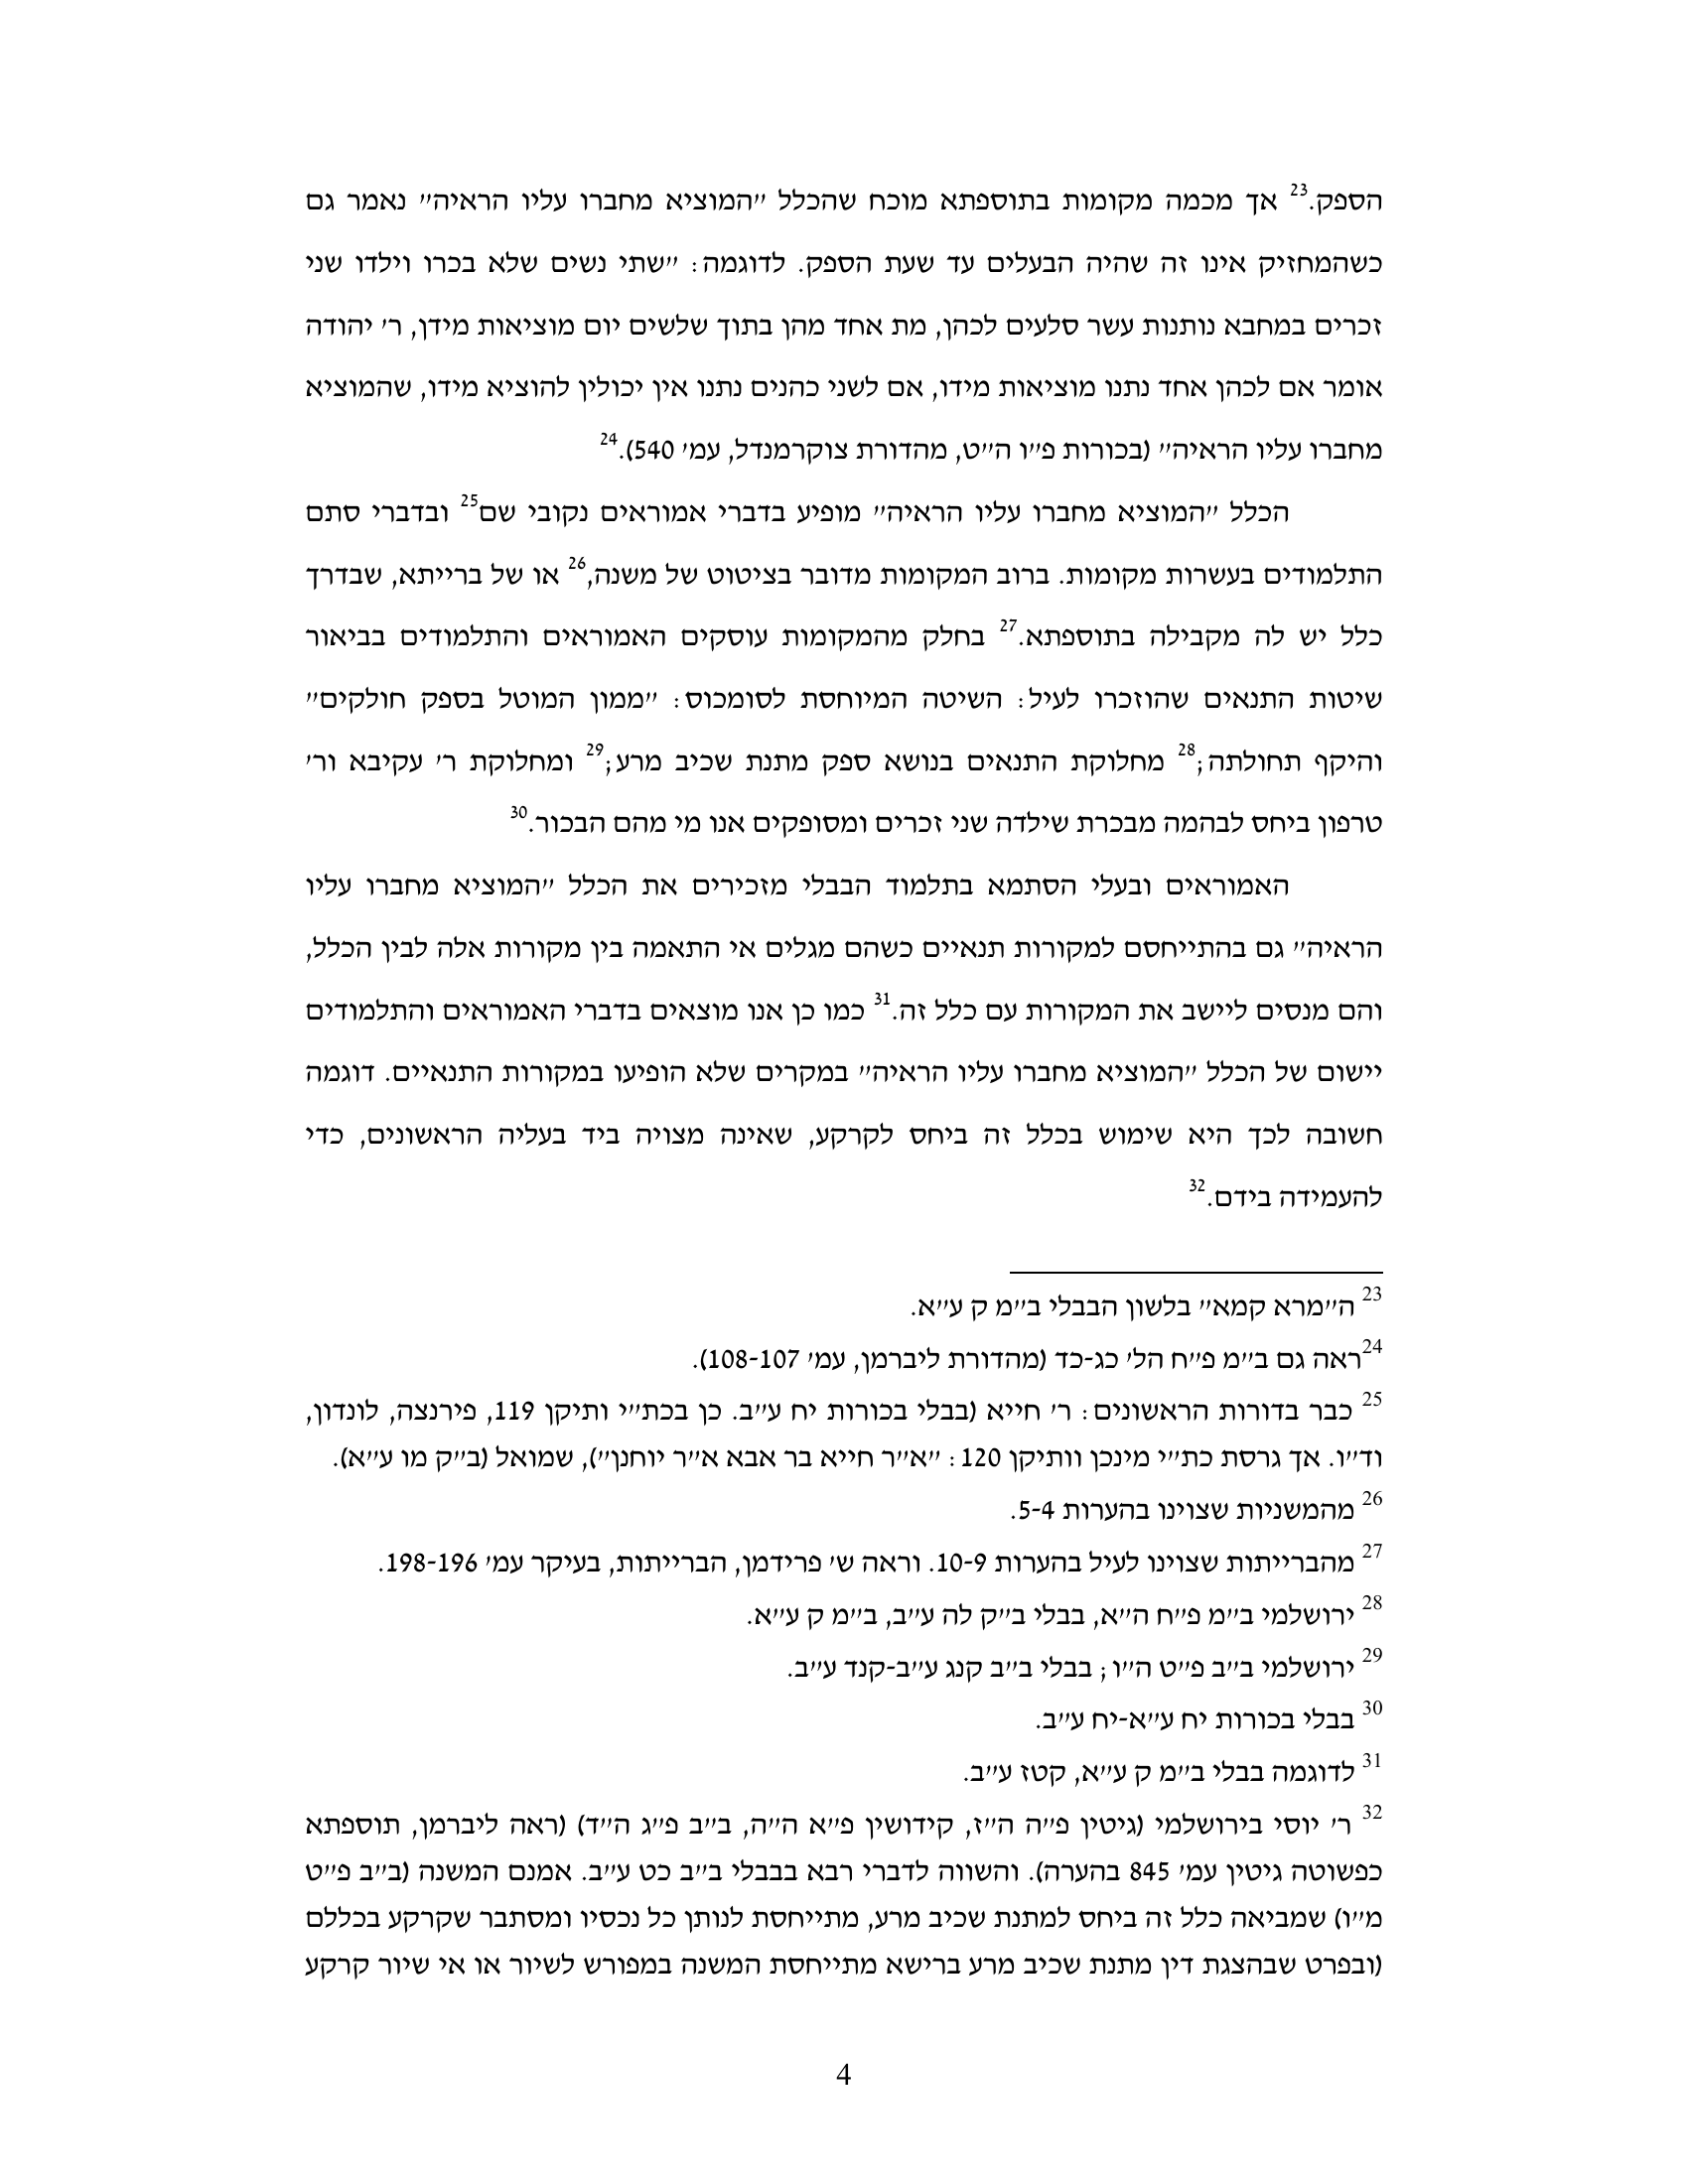 הספק.23 אך מכמה מקומות בתוספתא מוכח שהכלל ״המוציא מחברו עליו הראיה״ נאמר גם
כשהמחזיק אינו זה שהיה הבעלים עד שעת הספק. לדוגמה: ״שתי נשים שלא בכרו וילדו שני
זכרים במחבא נותנות עשר סלעים לכהן, מת אחד מהן בתוך שלשים יום מוציאות מידן, ר׳ יהודה
אומר אם לכהן אחד נתנו מוציאות מידו, אם לשני כהנים נתנו אין יכולין להוציא מידו, שהמוציא
מחברו עליו הראיה״ (בכורות פ״ו ה״ט, מהדורת צוקרמנדל, עמ׳ 540).24
הכלל ״המוציא מחברו עליו הראיה״ מופיע בדברי אמוראים נקובי שם25 ובדברי סתם
התלמודים בעשרות מקומות. ברוב המקומות מדובר בציטוט של משנה,26 או של ברייתא, שבדרך
כלל יש לה מקבילה בתוספתא.27 בחלק מהמקומות עוסקים האמוראים והתלמודים בביאור
שיטות התנאים שהוזכרו לעיל: השיטה המיוחסת לסומכוס: ״ממון המוטל בספק חולקים״
והיקף תחולתה;28 מחלוקת התנאים בנושא ספק מתנת שכיב מרע;29 ומחלוקת ר׳ עקיבא ור׳
טרפון ביחס לבהמה מבכרת שילדה שני זכרים ומסופקים אנו מי מהם הבכור.30
האמוראים ובעלי הסתמא בתלמוד הבבלי מזכירים את הכלל ״המוציא מחברו עליו
הראיה״ גם בהתייחסם למקורות תנאיים כשהם מגלים אי התאמה בין מקורות אלה לבין הכלל,
והם מנסים ליישב את המקורות עם כלל זה.31 כמו כן אנו מוצאים בדברי האמוראים והתלמודים
יישום של הכלל ״המוציא מחברו עליו הראיה״ במקרים שלא הופיעו במקורות התנאיים. דוגמה
חשובה לכך היא שימוש בכלל זה ביחס לקרקע, שאינה מצויה ביד בעליה הראשונים, כדי
להעמידה בידם.32
23 ה״מרא קמא״ בלשון הבבלי ב״מ ק ע״א.
24ראה גם ב״מ פ״ח הל׳ כג-כד (מהדורת ליברמן, עמ׳ 108-107).
25 כבר בדורות הראשונים: ר׳ חייא (בבלי בכורות יח ע״ב. כן בכת״י ותיקן 119, פירנצה, לונדון,
וד״ו. אך גרסת כת״י מינכן וותיקן 120: ״א״ר חייא בר אבא א״ר יוחנן״), שמואל (ב״ק מו ע״א).
26 מהמשניות שצוינו בהערות 5-4.
27 מהברייתות שצוינו לעיל בהערות 10-9. וראה ש׳ פרידמן, הברייתות, בעיקר עמ׳ 198-196.
28 ירושלמי ב״מ פ״ח ה״א, בבלי ב״ק לה ע״ב, ב״מ ק ע״א.
29 ירושלמי ב״ב פ״ט ה״ו; בבלי ב״ב קנג ע״ב-קנד ע״ב.
30 בבלי בכורות יח ע״א-יח ע״ב.
31 לדוגמה בבלי ב״מ ק ע״א, קטז ע״ב.
32 ר׳ יוסי בירושלמי (גיטין פ״ה ה״ז, קידושין פ״א ה״ה, ב״ב פ״ג ה״ד) (ראה ליברמן, תוספתא
כפשוטה גיטין עמ׳ 845 בהערה). והשווה לדברי רבא בבבלי ב״ב כט ע״ב. אמנם המשנה (ב״ב פ״ט
מ״ו) שמביאה כלל זה ביחס למתנת שכיב מרע, מתייחסת לנותן כל נכסיו ומסתבר שקרקע בכללם
(ובפרט שבהצגת דין מתנת שכיב מרע ברישא מתייחסת המשנה במפורש לשיור או אי שיור קרקע
4